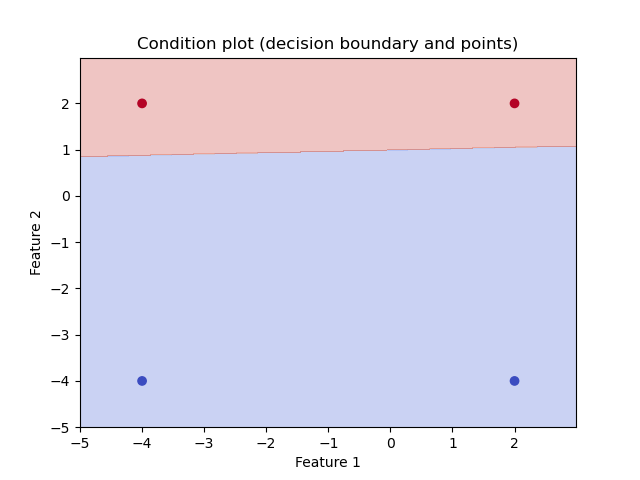 Condition plot (decision boundary and points)
2
1
0
−1
−2
−3
−4
−5
Feature 2
−5 −4 −3 −2 −1 0 1 2
Feature 1